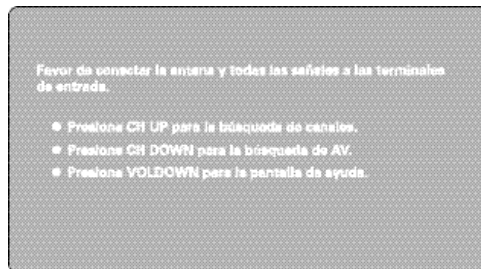 Favor de conectar la antena y todas las señales a las terminales
de entrada.
● Presione CH UP para la búsqueda de canales.
● Presione CH DOWN para la búsqueda de AV.
● Presione VOLDOWN para la pantalla de ayuda.